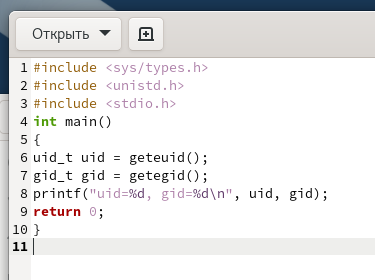 Открыть
1 #include <sys/types.h>
2 #include <unistd.h>
3 #include <stdio.h>
4 int main()
5 {
6 uid_t uid = geteuid();
7 gid_t gid = getegid();
8 printf("uid=%d, gid=%d\n", uid, gid);
9 return 0;
10 }
11